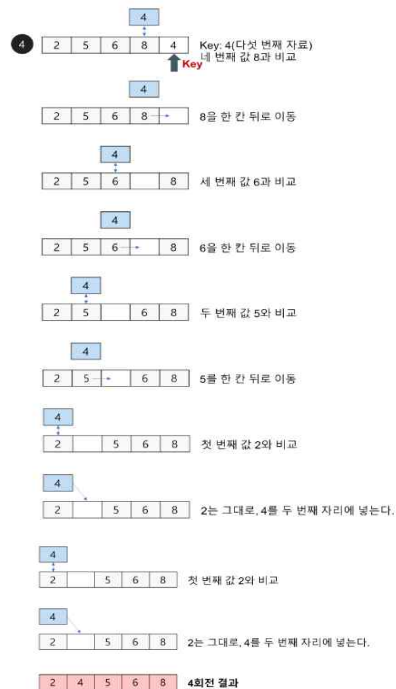 4
4 2 5 6 8 4 Key: 4(다섯 번째 자료)
Key 네 번째 값 8과 비교
4
2 5 6 8 8을 한 칸 뒤로 이동
4
2 5 6 8 세 번째 값 6과 비교
4
2 5 6 8 6을 한 칸 뒤로 이동
4
2 5 6 8 두 번째 값 5와 비교
4
2 5 6 8 5를 한 칸 뒤로 이동
4
2 5 6 8 첫 번째 값 2와 비교
4
2 5 6 8 2는 그대로, 4를 두 번째 자리에 넣는다.
4
2 5 6 8 첫 번째 값 2와 비교
4
2 5 6 8 2는 그대로, 4를 두 번째 자리에 넣는다.
2 4 5 6 8 4회전 결과